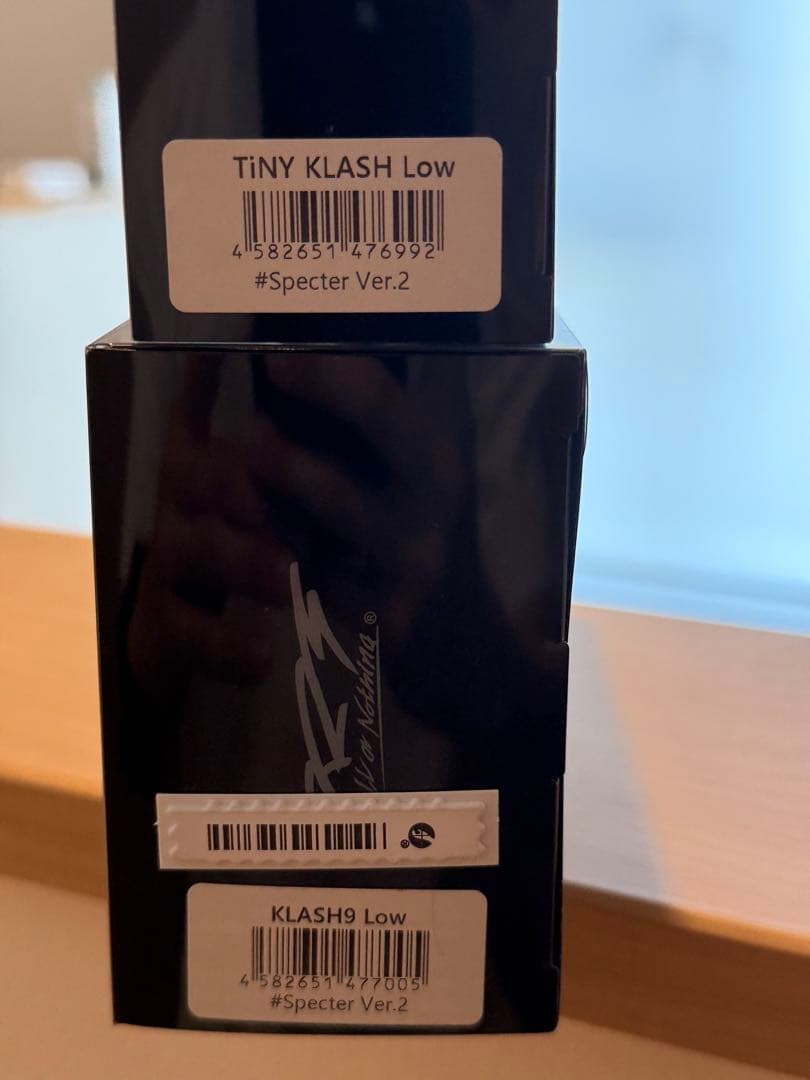 TiNY KLASH Low
4 582651 476992
#Specter Ver.2
or Nothing ®
KLASH9 Low
4 582651 477005
#Specter Ver.2